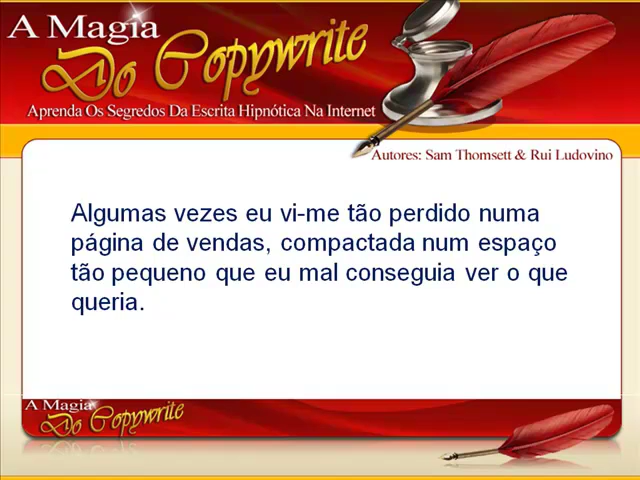 A Magia
Do Copywrite
Aprenda Os Segredos Da Escrita Hipnótica Na Internet
Autores: Sam Thomsett & Rui Ludovino
Algumas vezes eu vi-me tão perdido numa
página de vendas, compactada num espaço
tão pequeno que eu mal conseguia ver o que
queria.
A Magia
Do Copywrite